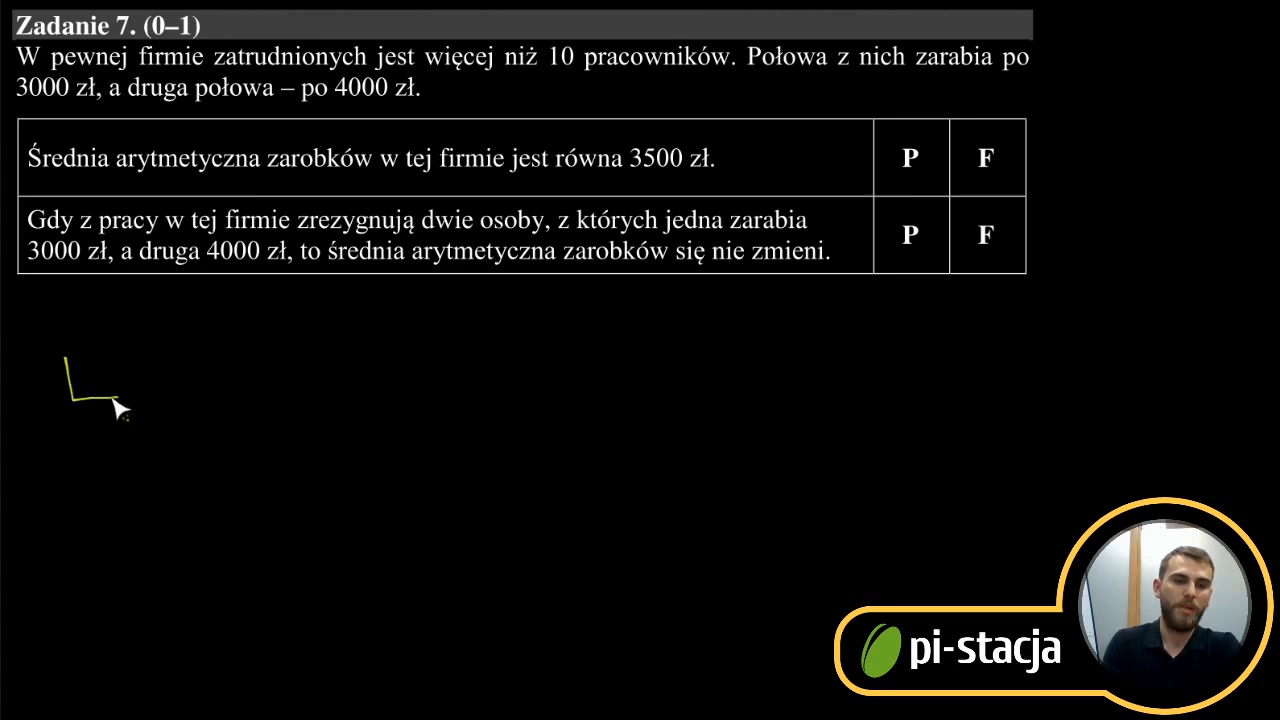 Zadanie 7. (0–1)
W pewnej firmie zatrudnionych jest więcej niż 10 pracowników. Połowa z nich zarabia po
3000 zł, a druga połowa – po 4000 zł.
Średnia arytmetyczna zarobków w tej firmie jest równa 3500 zł. P F
Gdy z pracy w tej firmie zrezygnują dwie osoby, z których jedna zarabia
3000 zł, a druga 4000 zł, to średnia arytmetyczna zarobków się nie zmieni. P F
pi-stacja